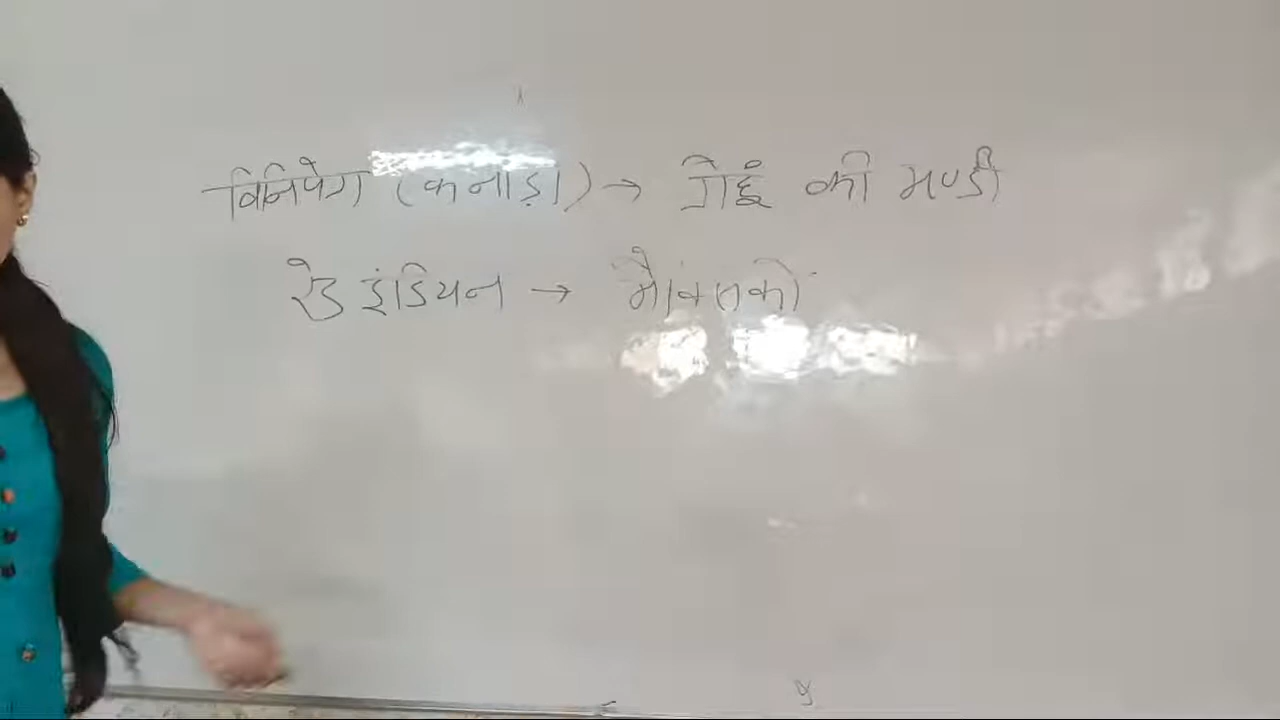 विनिपेग (कनाड़ा) → गेहूं की मण्डी
रेड इंडियन → मैक्सिको